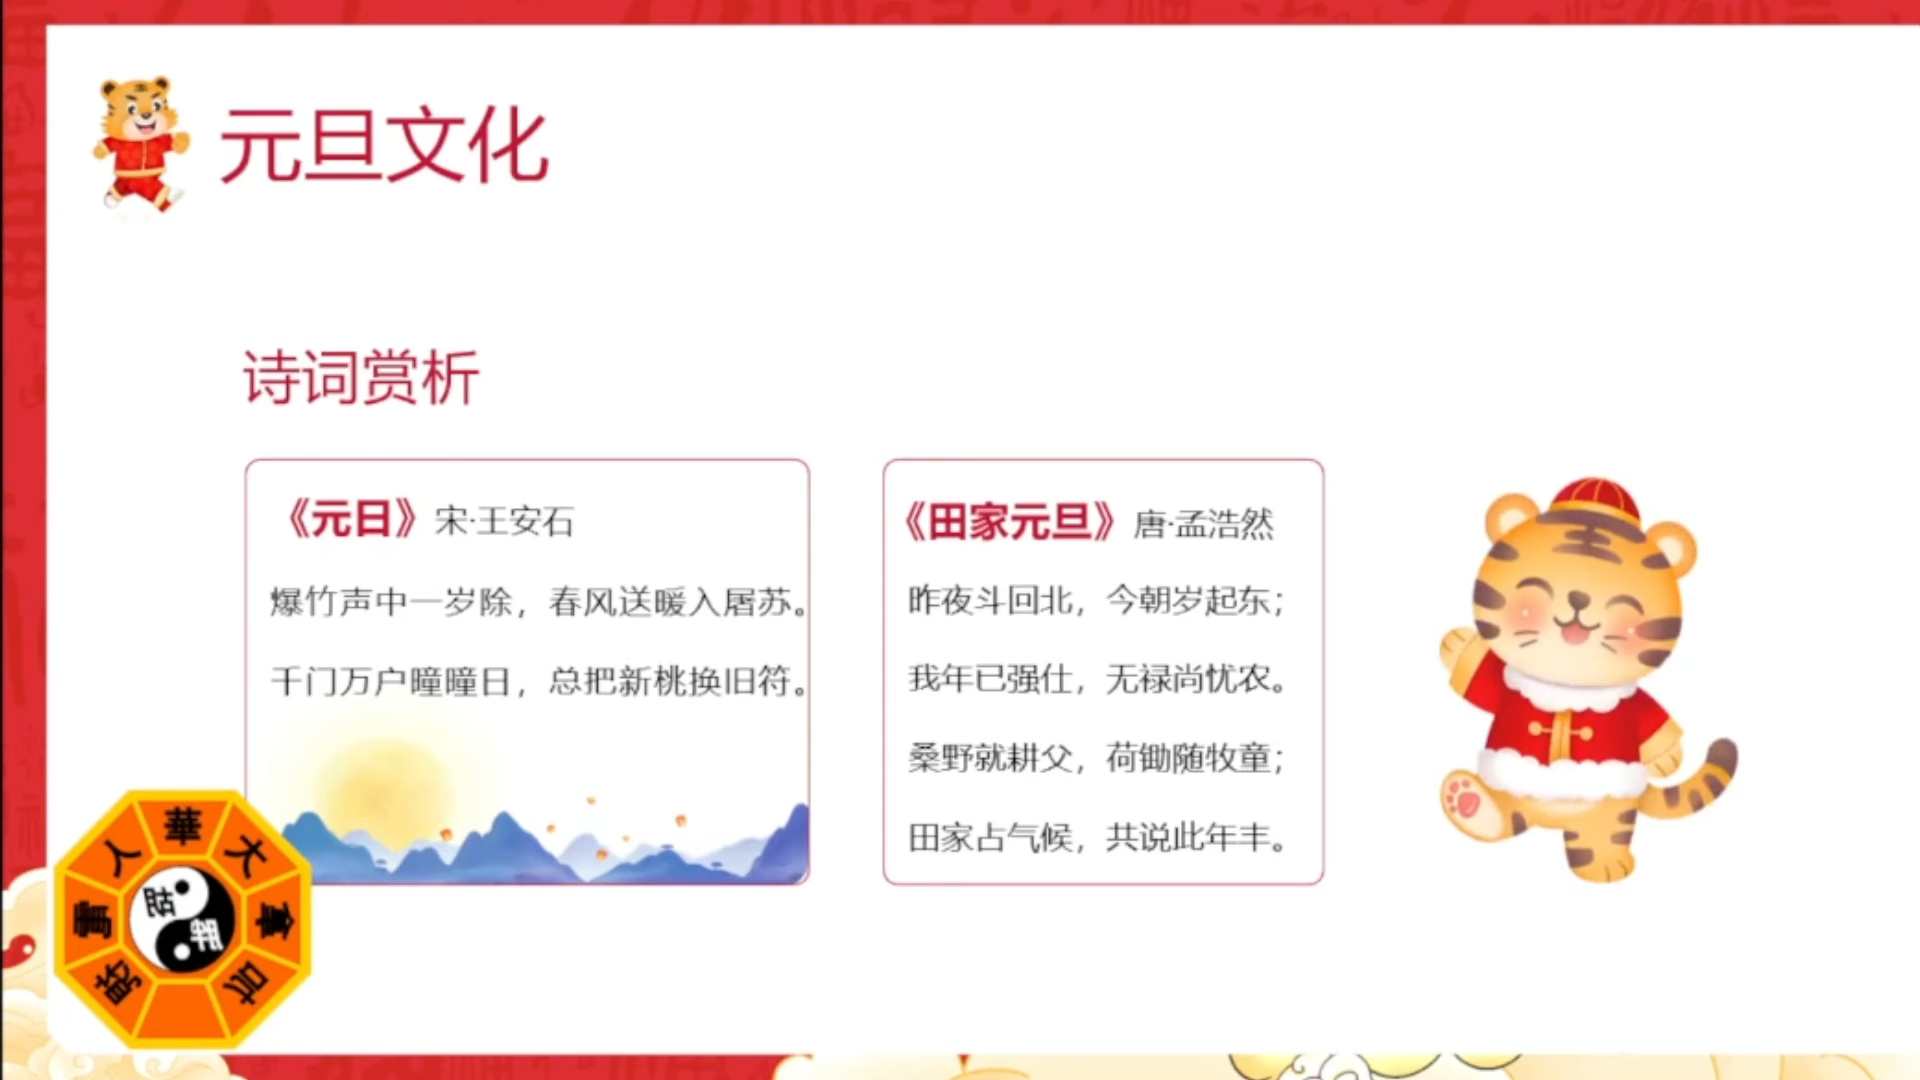 元旦文化
诗词赏析
《元日》宋·王安石
爆竹声中一岁除，春风送暖入屠苏。
千门万户曈曈日，总把新桃换旧符。
《田家元旦》唐·孟浩然
昨夜斗回北，今朝岁起东；
我年已强仕，无禄尚忧农。
桑野就耕父，荷锄随牧童；
田家占气候，共说此年丰。
人華大